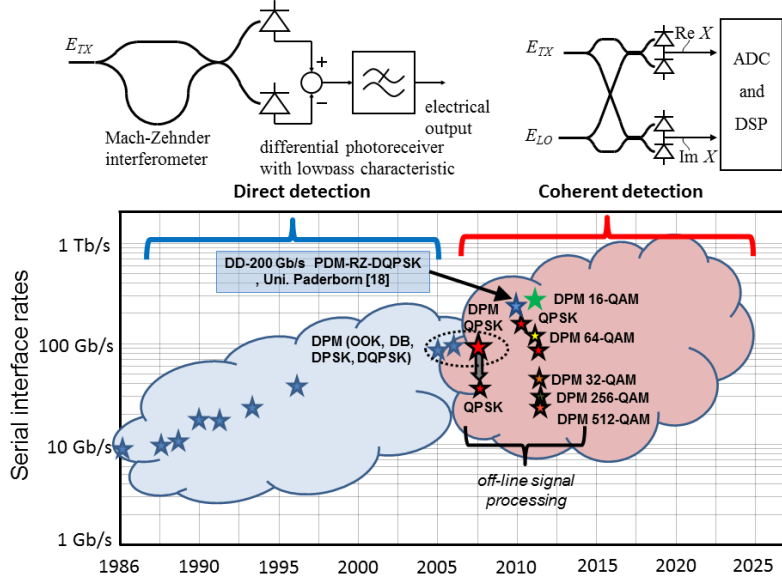 E_TX
Mach-Zehnder
interferometer
+
−
differential photoreceiver
with lowpass characteristic
electrical
output
E_TX
E_LO
Re X
Im X
ADC
and
DSP
Direct detection
Coherent detection
Serial interface rates
1 Tb/s
100 Gb/s
10 Gb/s
1 Gb/s
DD-200 Gb/s PDM-RZ-DQPSK
, Uni. Paderborn [18]
DPM (OOK, DB,
DPSK, DQPSK)
DPM
QPSK
QPSK
DPM 16-QAM
QPSK
DPM 64-QAM
DPM 32-QAM
DPM 256-QAM
DPM 512-QAM
off-line signal
processing
1986
1990
1995
2000
2005
2010
2015
2020
2025